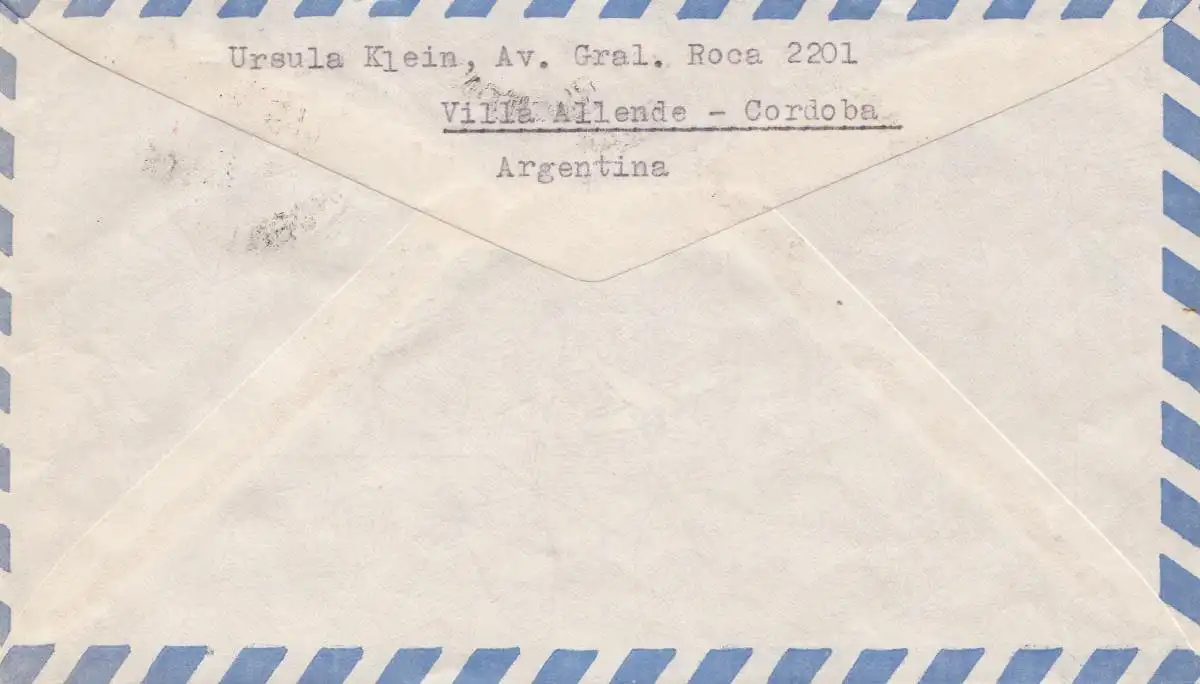 Ursula Klein, Av. Gral. Roca 2201
Villa Allende - Cordoba
Argentina